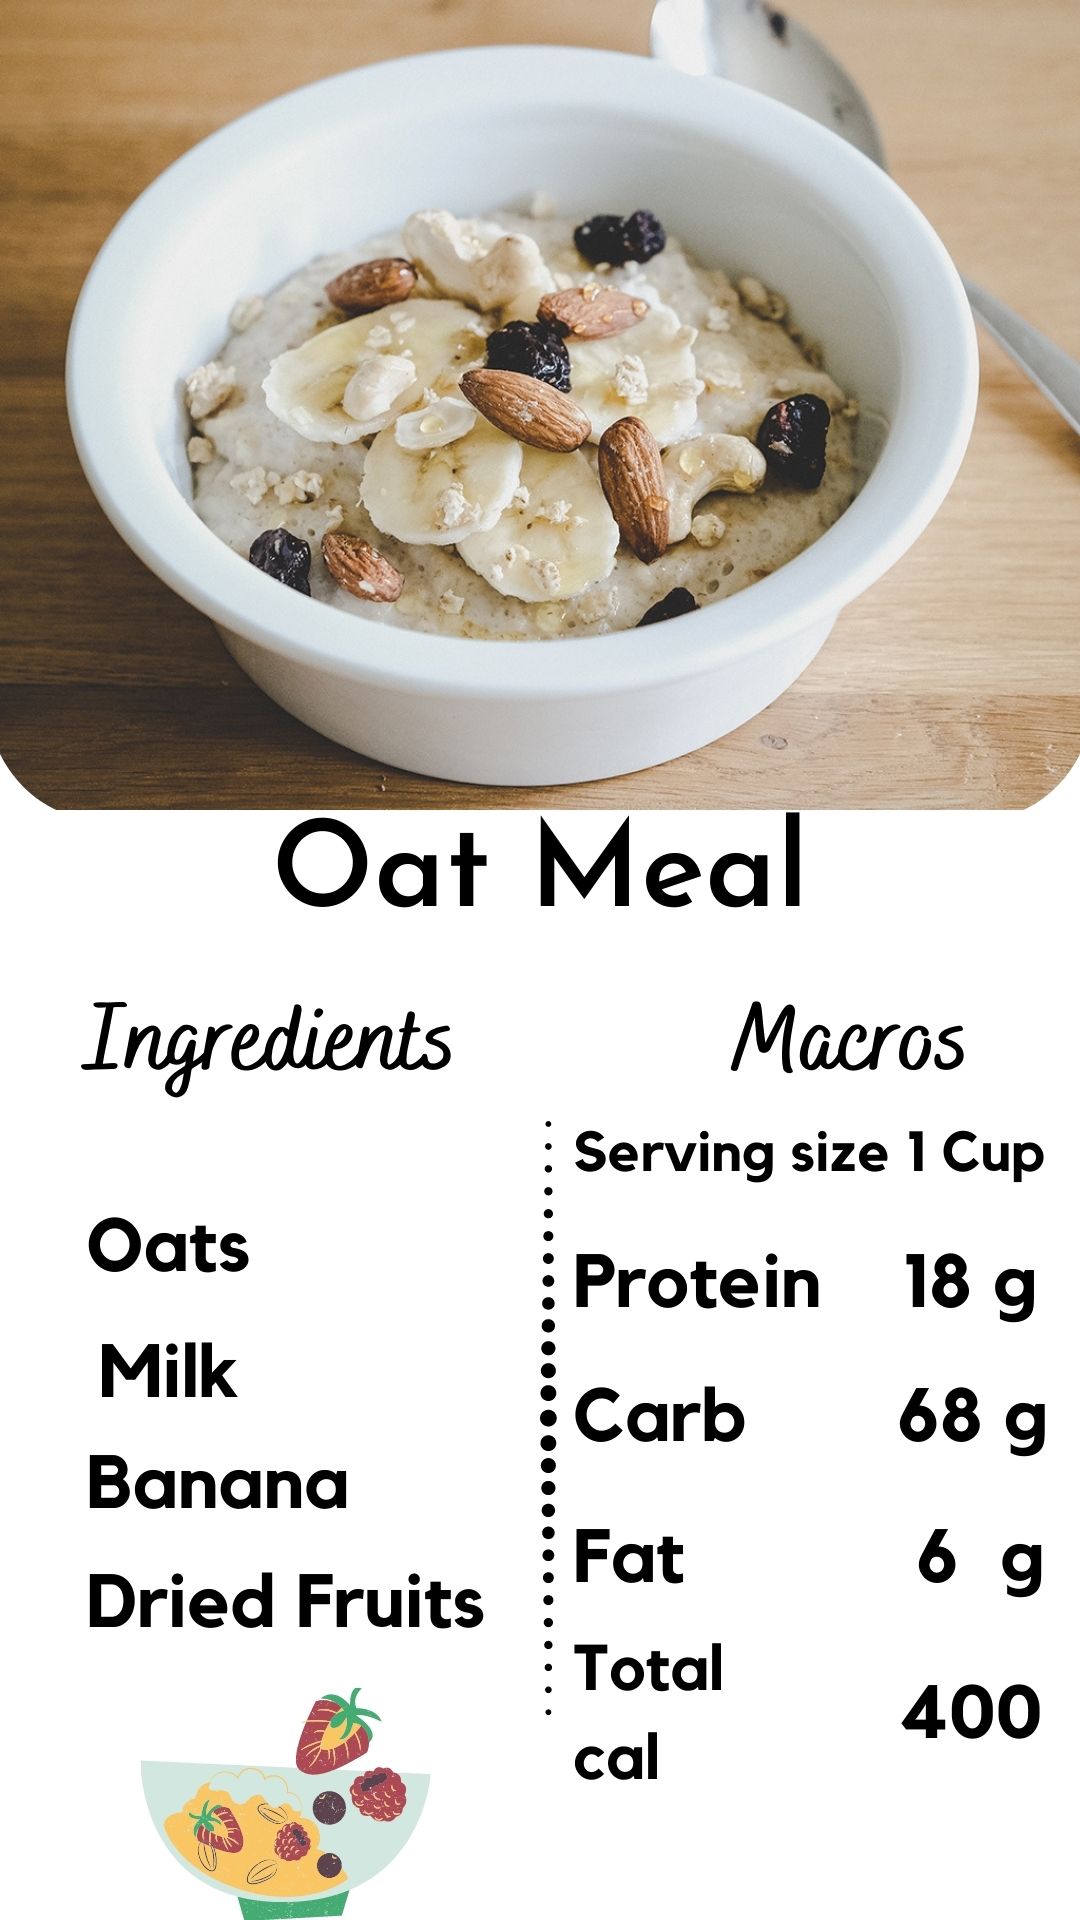 Oat Meal
Ingredients
Oats
Milk
Banana
Dried Fruits
Macros
Serving size 1 Cup
Protein 18 g
Carb 68 g
Fat 6 g
Total
cal
400